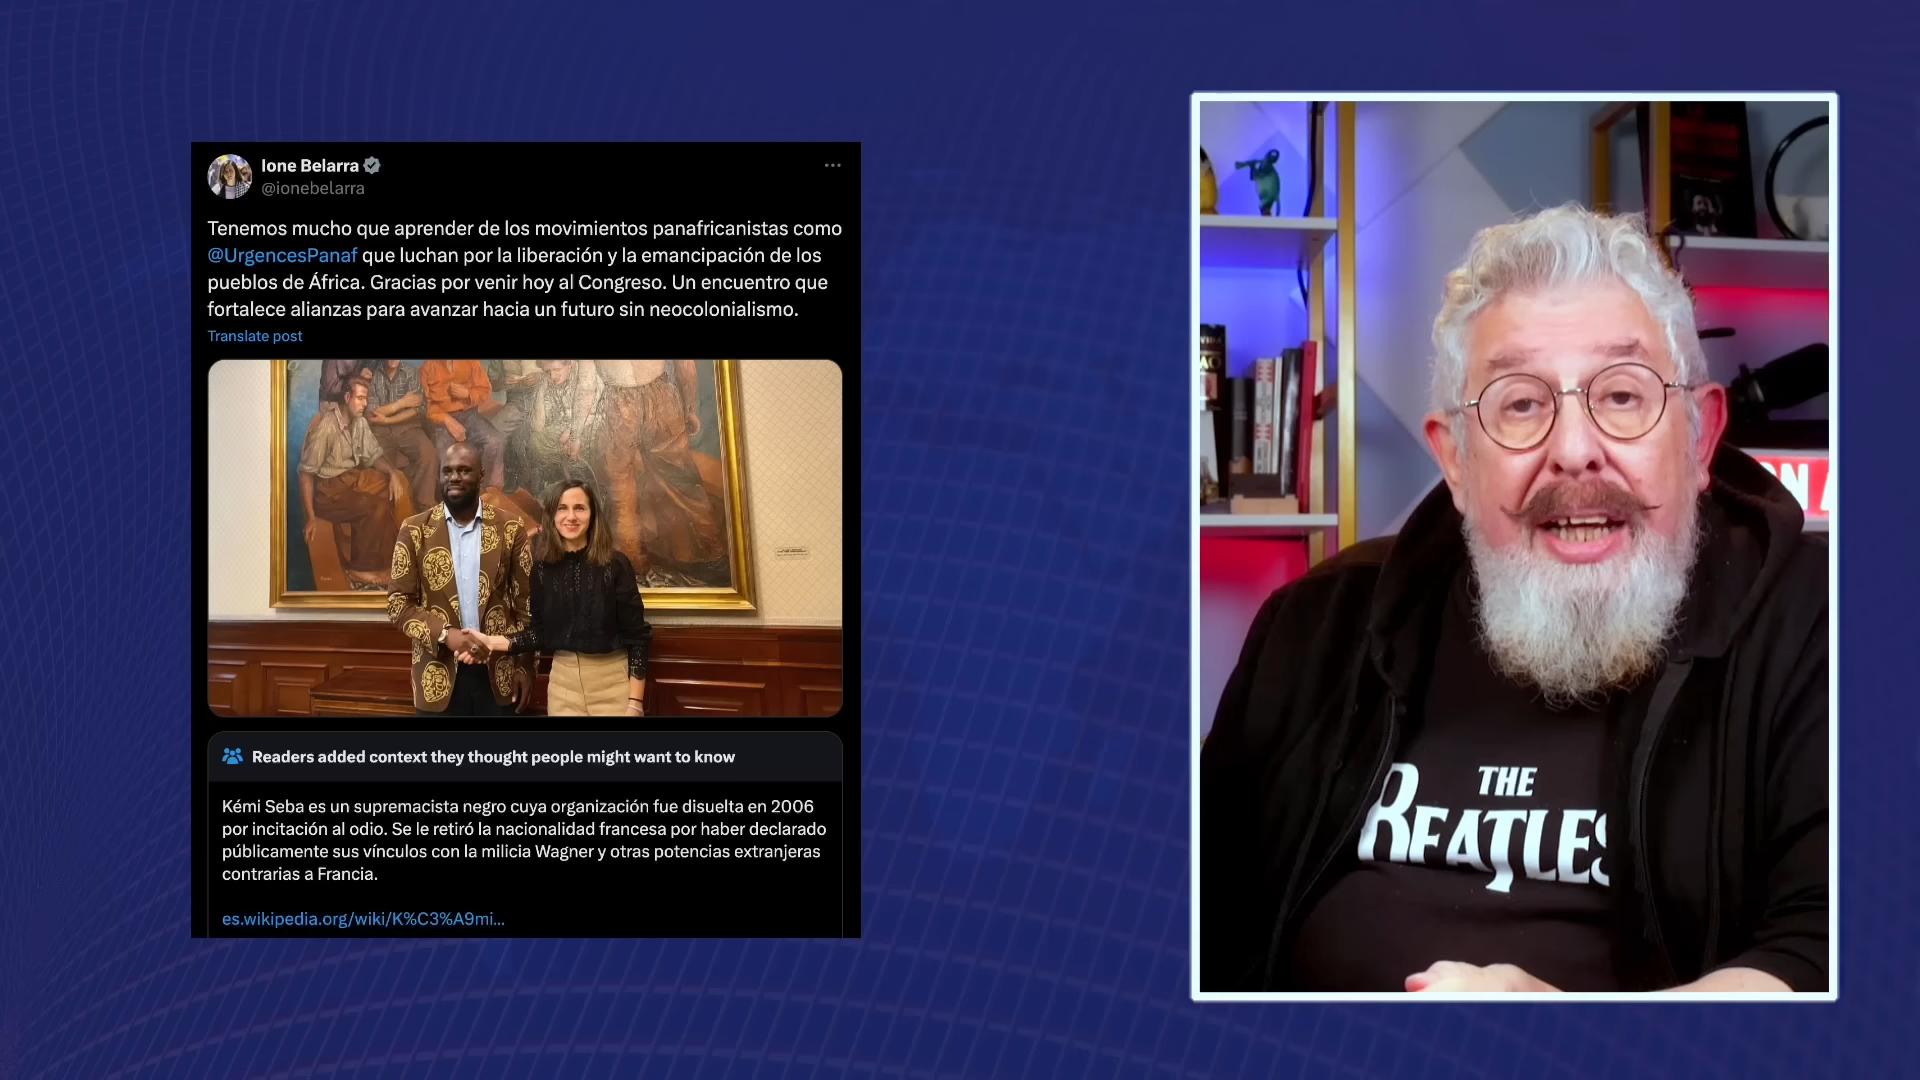 Ione Belarra
@ionebelarra
Tenemos mucho que aprender de los movimientos panafricanistas como
@UrgencesPanaf que luchan por la liberación y la emancipación de los
pueblos de África. Gracias por venir hoy al Congreso. Un encuentro que
fortalece alianzas para avanzar hacia un futuro sin neocolonialismo.
Translate post
Readers added context they thought people might want to know
Kémi Seba es un supremacista negro cuya organización fue disuelta en 2006
por incitación al odio. Se le retiró la nacionalidad francesa por haber declarado
públicamente sus vínculos con la milicia Wagner y otras potencias extranjeras
contrarias a Francia.
es.wikipedia.org/wiki/K%C3%A9mi...
THE
BEATLES